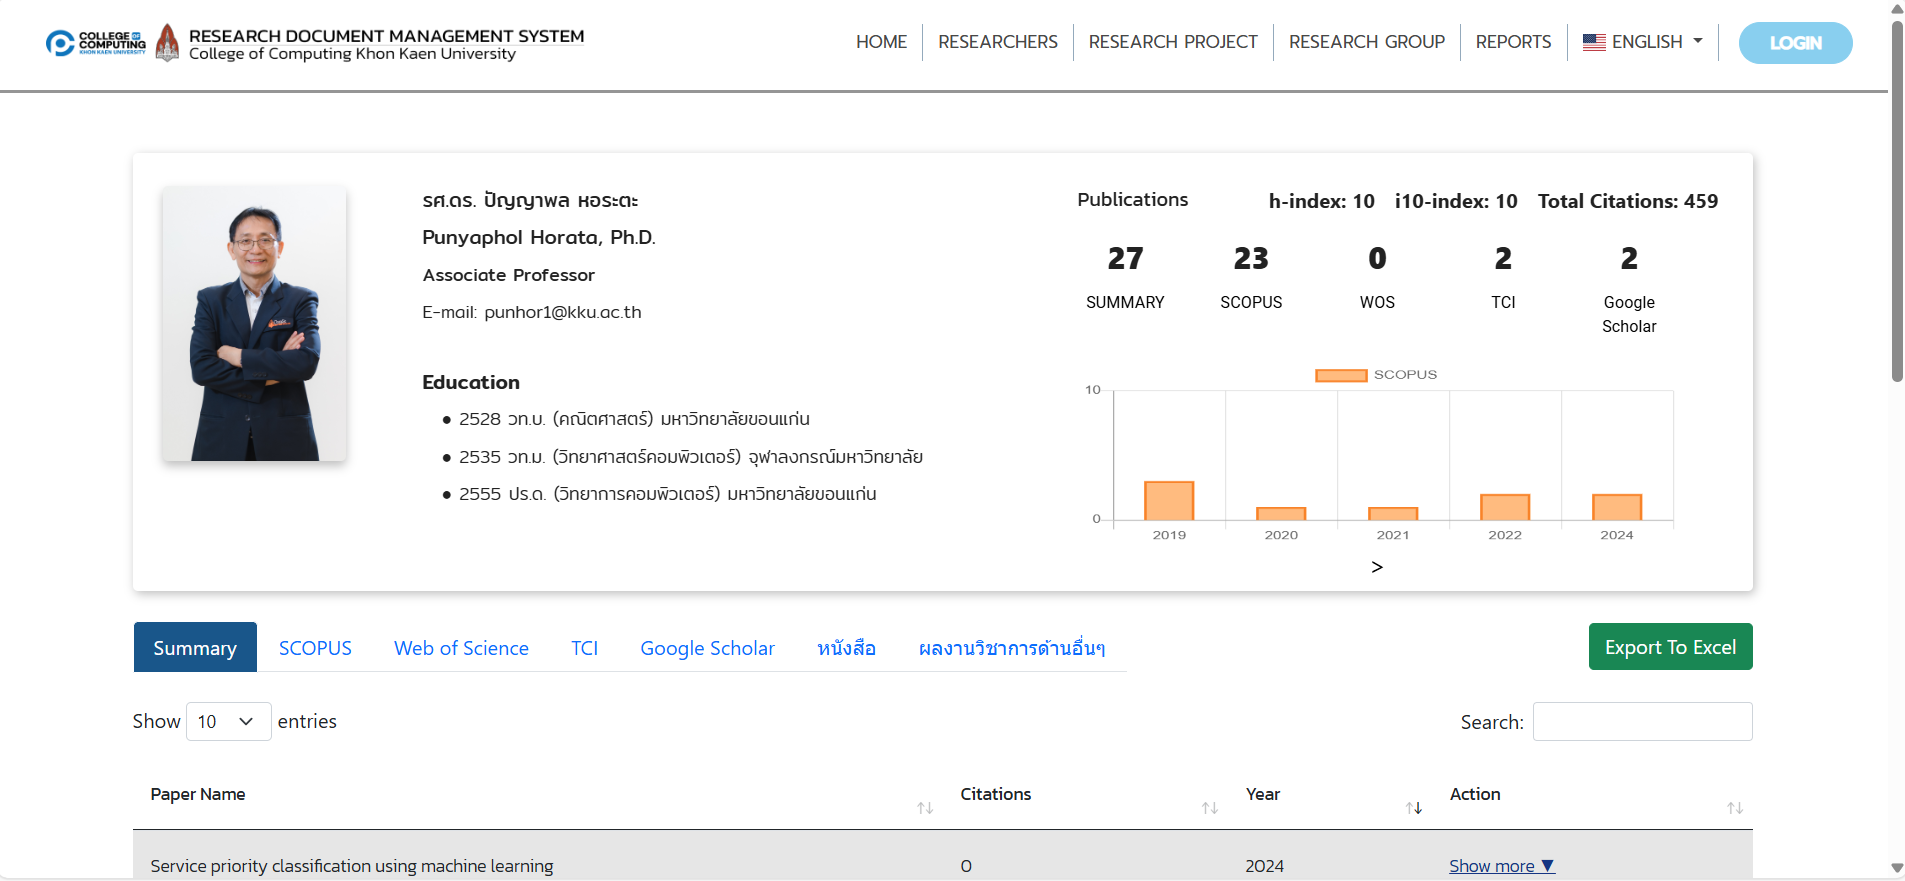 COLLEGE OF
COMPUTING
KHON KAEN UNIVERSITY
RESEARCH DOCUMENT MANAGEMENT SYSTEM
College of Computing Khon Kaen University
HOME
RESEARCHERS
RESEARCH PROJECT
RESEARCH GROUP
REPORTS
ENGLISH
LOGIN
รศ.ดร. ปัญญาพล หอระตะ
Punyaphol Horata, Ph.D.
Associate Professor
E-mail: punhor1@kku.ac.th
Education
2528 วท.บ. (คณิตศาสตร์) มหาวิทยาลัยขอนแก่น
2535 วท.ม. (วิทยาศาสตร์คอมพิวเตอร์) จุฬาลงกรณ์มหาวิทยาลัย
2555 ปร.ด. (วิทยาการคอมพิวเตอร์) มหาวิทยาลัยขอนแก่น
Publications h-index: 10 i10-index: 10 Total Citations: 459
27 23 0 2 2
SUMMARY SCOPUS WOS TCI Google
Scholar
SCOPUS
10
0
2019 2020 2021 2022 2024
>
Summary SCOPUS Web of Science TCI Google Scholar หนังสือ ผลงานวิชาการด้านอื่นๆ
Export To Excel
Show 10 entries
Search:
Paper Name Citations Year Action
Service priority classification using machine learning 0 2024 Show more ▼